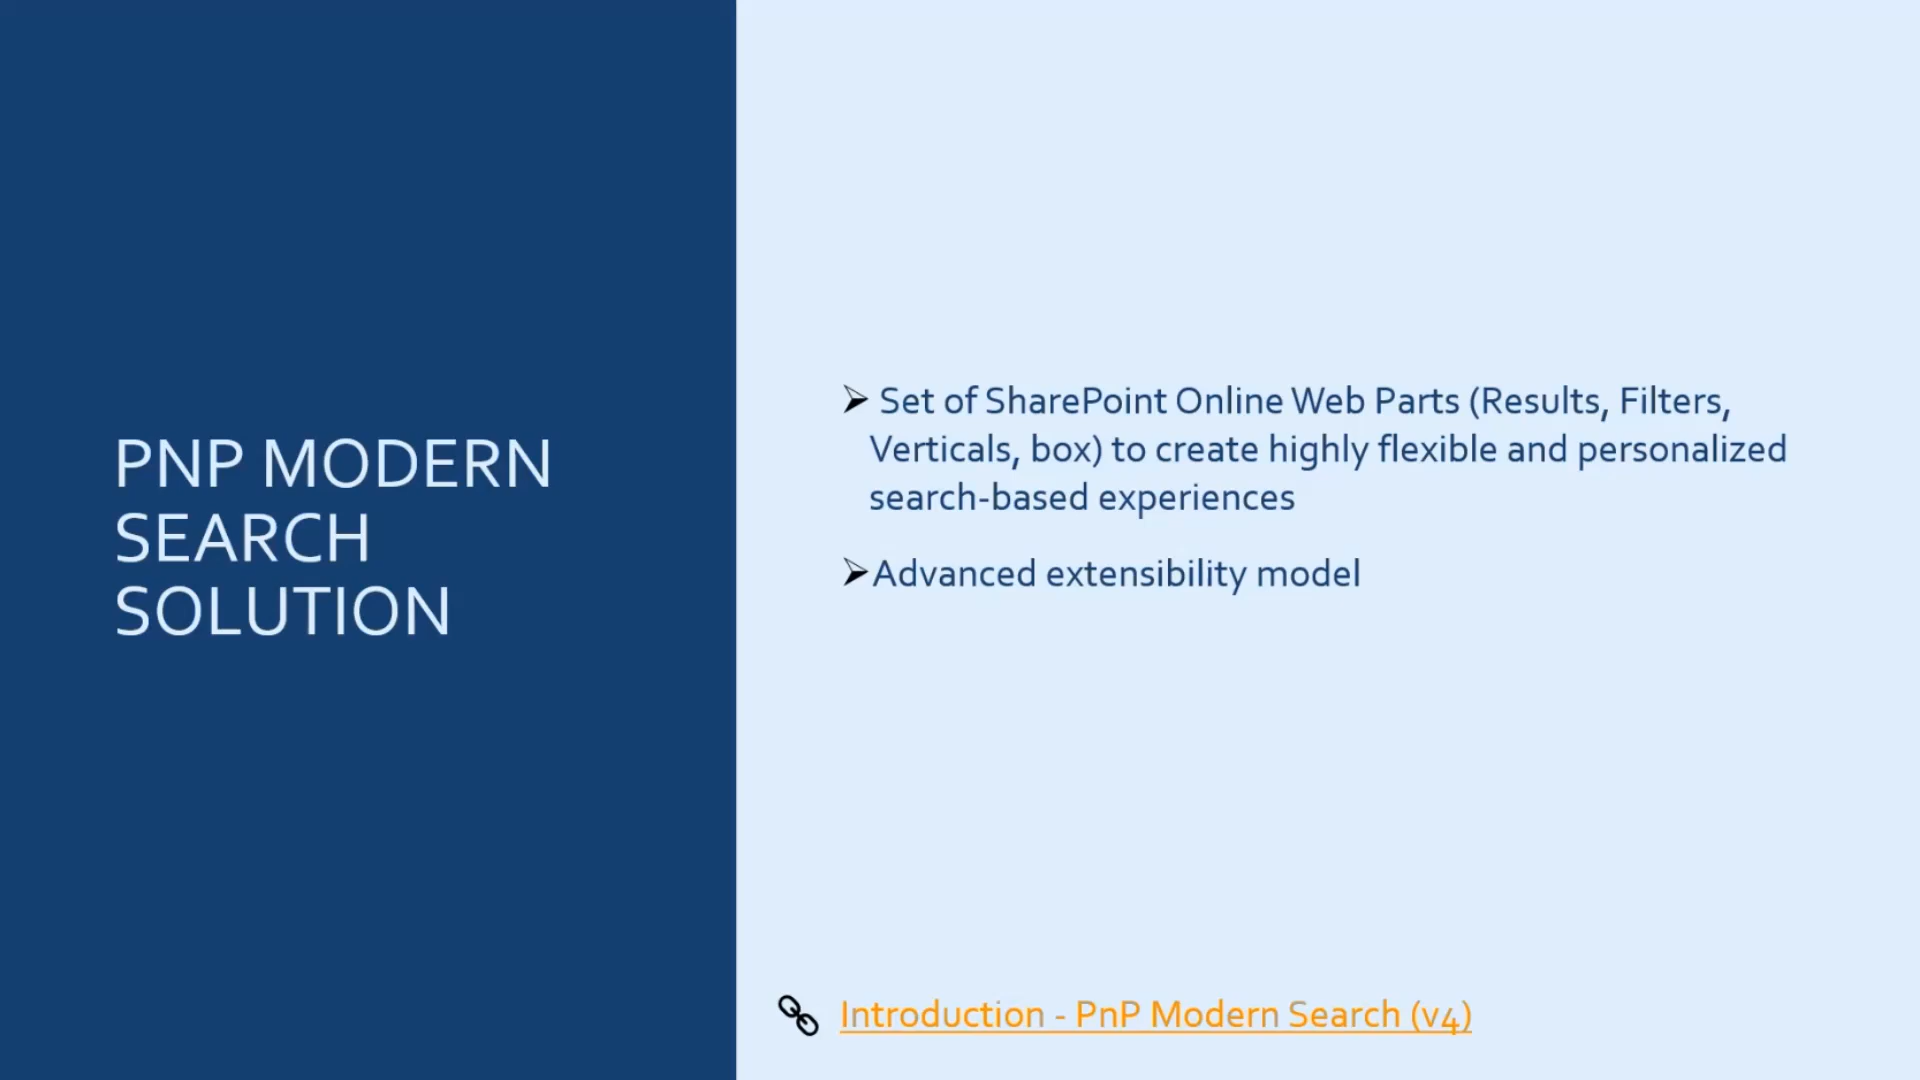 PNP MODERN
SEARCH
SOLUTION
Set of SharePoint Online Web Parts (Results, Filters,
Verticals, box) to create highly flexible and personalized
search-based experiences
Advanced extensibility model
Introduction - PnP Modern Search (v4)